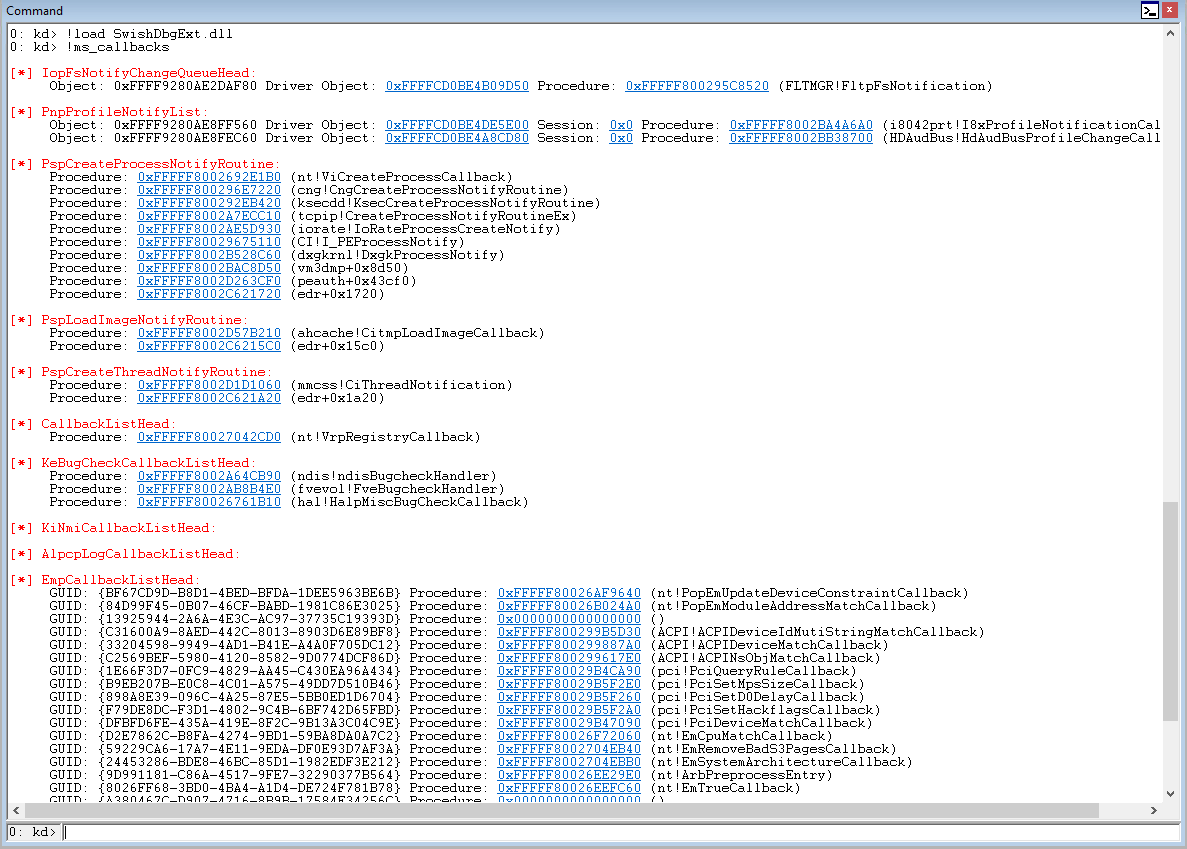 Command
0: kd> !load SwishDbgExt.dll
0: kd> !ms_callbacks
[*] IopFsNotifyChangeQueueHead:
Object: 0xFFFF9280AE2DAF80 Driver Object: 0xFFFFCD0BE4B09D50 Procedure: 0xFFFFF800295C8520 (FLTMGR!FltpFsNotification)
[*] PnpProfileNotifyList:
Object: 0xFFFF9280AE8FF560 Driver Object: 0xFFFFCD0BE4DE5E00 Session: 0x0 Procedure: 0xFFFFF8002BA4A6A0 (i8042prt!I8xProfileNotificationCal
Object: 0xFFFF9280AE8FEC60 Driver Object: 0xFFFFCD0BE4A8CD80 Session: 0x0 Procedure: 0xFFFFF8002BB38700 (HDAudBus!HdAudBusProfileChangeCall
[*] PspCreateProcessNotifyRoutine:
Procedure: 0xFFFFF8002692E1B0 (nt!ViCreateProcessCallback)
Procedure: 0xFFFFF800296E7220 (cng!CngCreateProcessNotifyRoutine)
Procedure: 0xFFFFF800292EB420 (ksecdd!KsecCreateProcessNotifyRoutine)
Procedure: 0xFFFFF8002A7ECC10 (tcpip!CreateProcessNotifyRoutineEx)
Procedure: 0xFFFFF8002AE5D930 (iorate!IoRateProcessCreateNotify)
Procedure: 0xFFFFF80029675110 (CI!I_PEProcessNotify)
Procedure: 0xFFFFF8002B528C60 (dxgkrnl!DxgkProcessNotify)
Procedure: 0xFFFFF8002BAC8D50 (vm3dmp+0x8d50)
Procedure: 0xFFFFF8002D263CF0 (peauth+0x43cf0)
Procedure: 0xFFFFF8002C621720 (edr+0x1720)
[*] PspLoadImageNotifyRoutine:
Procedure: 0xFFFFF8002D57B210 (ahcache!CitmpLoadImageCallback)
Procedure: 0xFFFFF8002C6215C0 (edr+0x15c0)
[*] PspCreateThreadNotifyRoutine:
Procedure: 0xFFFFF8002D1D1060 (mmcss!CiThreadNotification)
Procedure: 0xFFFFF8002C621A20 (edr+0x1a20)
[*] CallbackListHead:
Procedure: 0xFFFFF80027042CD0 (nt!VrpRegistryCallback)
[*] KeBugCheckCallbackListHead:
Procedure: 0xFFFFF8002A64CB90 (ndis!ndisBugcheckHandler)
Procedure: 0xFFFFF8002AB8B4E0 (fvevol!FveBugcheckHandler)
Procedure: 0xFFFFF80026761B10 (hal!HalpMiscBugCheckCallback)
[*] KiNmiCallbackListHead:
[*] AlpcpLogCallbackListHead:
[*] EmpCallbackListHead:
GUID: {BF67CD9D-B8D1-4BED-BFDA-1DEE5963BE6B} Procedure: 0xFFFFF80026AF9640 (nt!PopEmUpdateDeviceConstraintCallback)
GUID: {84D99F45-0B07-46CF-BABD-1981C86E3025} Procedure: 0xFFFFF80026B024A0 (nt!PopEmModuleAddressMatchCallback)
GUID: {13925944-2A6A-4E3C-AC97-37735C19393D} Procedure: 0x0000000000000000 ()
GUID: {C31600A9-8AED-442C-8013-8903D6E89BF8} Procedure: 0xFFFFF800299B5D30 (ACPI!ACPIDeviceIdMutiStringMatchCallback)
GUID: {33204598-9949-4AD1-B41E-A4A0F705DC12} Procedure: 0xFFFFF800299887A0 (ACPI!ACPIDeviceMatchCallback)
GUID: {C2569BEF-5980-4120-8582-9D0774DCF86D} Procedure: 0xFFFFF800299617E0 (ACPI!ACPINsObjMatchCallback)
GUID: {1E66F3D7-0FC9-4829-AA45-C430EA96A434} Procedure: 0xFFFFF80029B4CA90 (pci!PciQueryRuleCallback)
GUID: {B9EB207B-E0C8-4C01-A575-49DD7D510B46} Procedure: 0xFFFFF80029B5F2E0 (pci!PciSetMpsSizeCallback)
GUID: {898A8E39-096C-4A25-87E5-5BB0ED1D6704} Procedure: 0xFFFFF80029B5F260 (pci!PciSetD0DelayCallback)
GUID: {F79DE8DC-F3D1-4802-9C4B-6BF742D65FBD} Procedure: 0xFFFFF80029B5F2A0 (pci!PciSetHackflagsCallback)
GUID: {DFBFD6FE-435A-419E-8F2C-9B13A3C04C9E} Procedure: 0xFFFFF80029B47090 (pci!PciDeviceMatchCallback)
GUID: {D2E7862C-B8FA-4274-9BD1-59BA8DA0A7C2} Procedure: 0xFFFFF80026F72060 (nt!EmCpuMatchCallback)
GUID: {59229CA6-17A7-4E11-9EDA-DF0E93D7AF3A} Procedure: 0xFFFFF8002704EB40 (nt!EmRemoveBadS3PagesCallback)
GUID: {24453286-BDE8-46BC-85D1-1982EDF3E212} Procedure: 0xFFFFF8002704EBB0 (nt!EmSystemArchitectureCallback)
GUID: {9D991181-C86A-4517-9FE7-32290377B564} Procedure: 0xFFFFF80026EE29E0 (nt!ArbPreprocessEntry)
GUID: {8026FF68-3BD0-4BA4-A1D4-DE724F781B78} Procedure: 0xFFFFF80026EEFC60 (nt!EmTrueCallback)
GUID: {A380467C-D907-4716-8B9B-17584F34256C} Procedure: 0x0000000000000000 ()
0: kd>